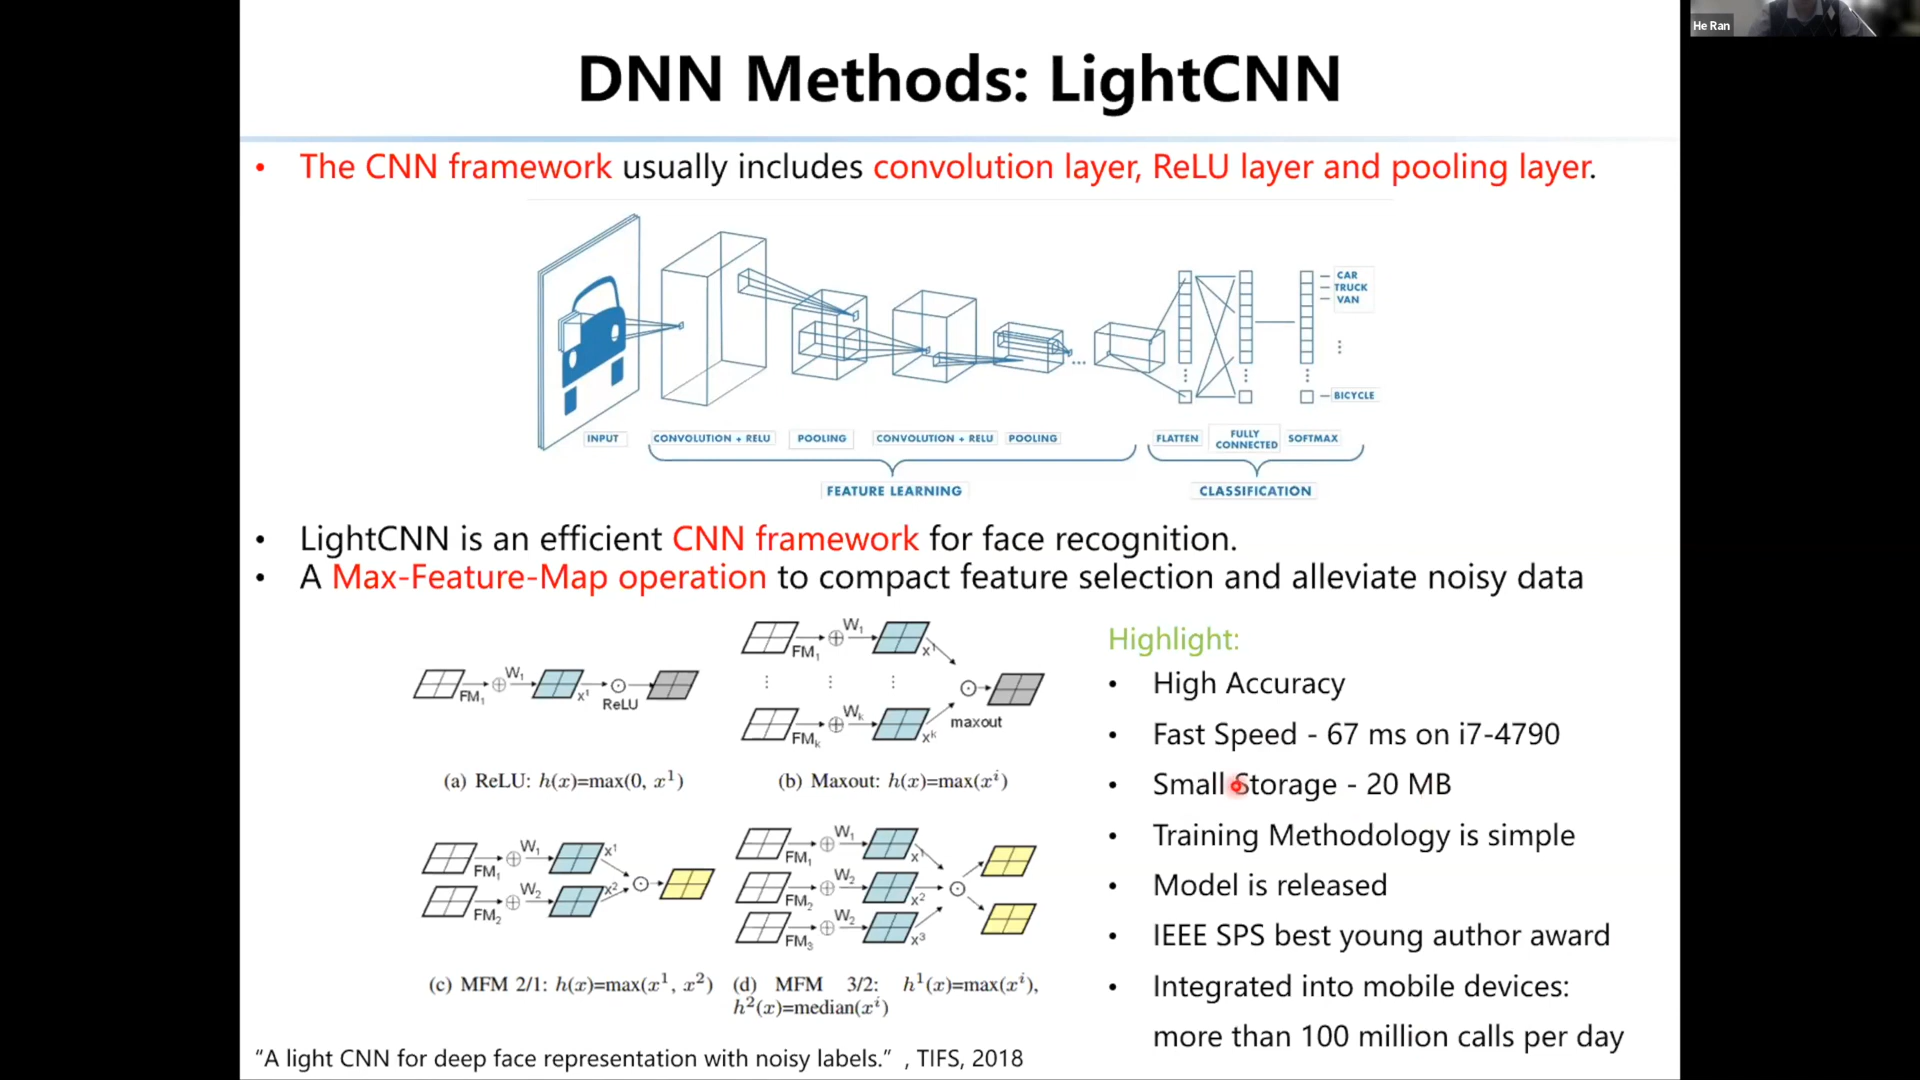 He Ran
DNN Methods: LightCNN
• The CNN framework usually includes convolution layer, ReLU layer and pooling layer.
CAR
TRUCK
VAN
BICYCLE
INPUT
CONVOLUTION + RELU
POOLING
CONVOLUTION + RELU
POOLING
FLATTEN
FULLY
CONNECTED
SOFTMAX
FEATURE LEARNING
CLASSIFICATION
• LightCNN is an efficient CNN framework for face recognition.
• A Max-Feature-Map operation to compact feature selection and alleviate noisy data
FM₁ W₁ x¹ ReLU
(a) ReLU: h(x)=max(0, x¹)
FM₁ W₁ x¹
FMₖ Wₖ xᵏ maxout
(b) Maxout: h(x)=max(xⁱ)
FM₁ W₁ x¹
FM₂ W₂ x²
(c) MFM 2/1: h(x)=max(x¹, x²)
FM₁ W₁ x¹
FM₂ W₂ x²
FM₃ W₂ x³
(d) MFM 3/2: h¹(x)=max(xⁱ),
h²(x)=median(xⁱ)
Highlight:
• High Accuracy
• Fast Speed - 67 ms on i7-4790
• Small Storage - 20 MB
• Training Methodology is simple
• Model is released
• IEEE SPS best young author award
• Integrated into mobile devices:
more than 100 million calls per day
“A light CNN for deep face representation with noisy labels.” , TIFS, 2018